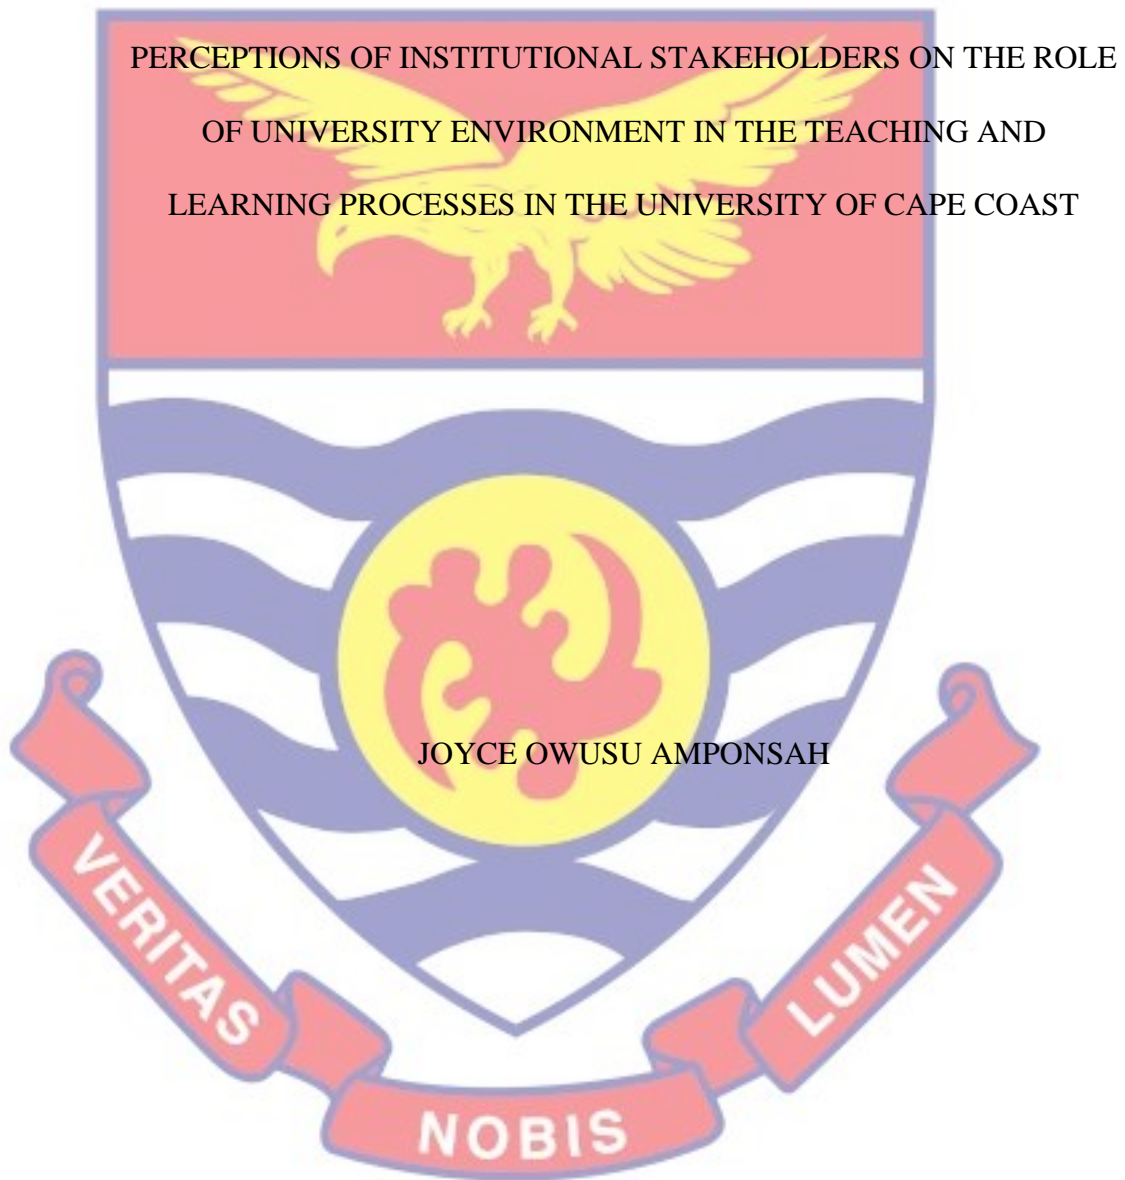 PERCEPTIONS OF INSTITUTIONAL STAKEHOLDERS ON THE ROLE
OF UNIVERSITY ENVIRONMENT IN THE TEACHING AND
LEARNING PROCESSES IN THE UNIVERSITY OF CAPE COAST
JOYCE OWUSU AMPONSAH
VERITAS
NOBIS
LUMEN